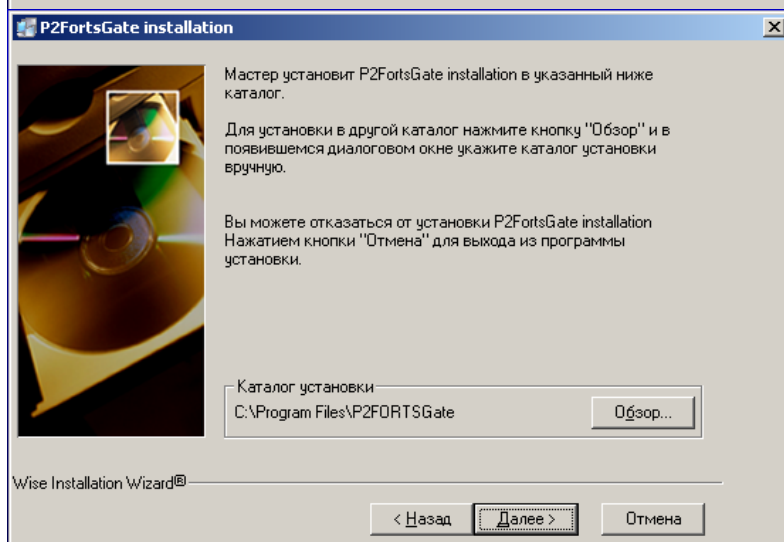 P2FortsGate installation
Мастер установит P2FortsGate installation в указанный ниже
каталог.
Для установки в другой каталог нажмите кнопку "Обзор" и в
появившемся диалоговом окне укажите каталог установки
вручную.
Вы можете отказаться от установки P2FortsGate installation
Нажатием кнопки "Отмена" для выхода из программы
установки.
Каталог установки
C:\Program Files\P2FORTSGate
Обзор...
Wise Installation Wizard®
< Назад
Далее >
Отмена